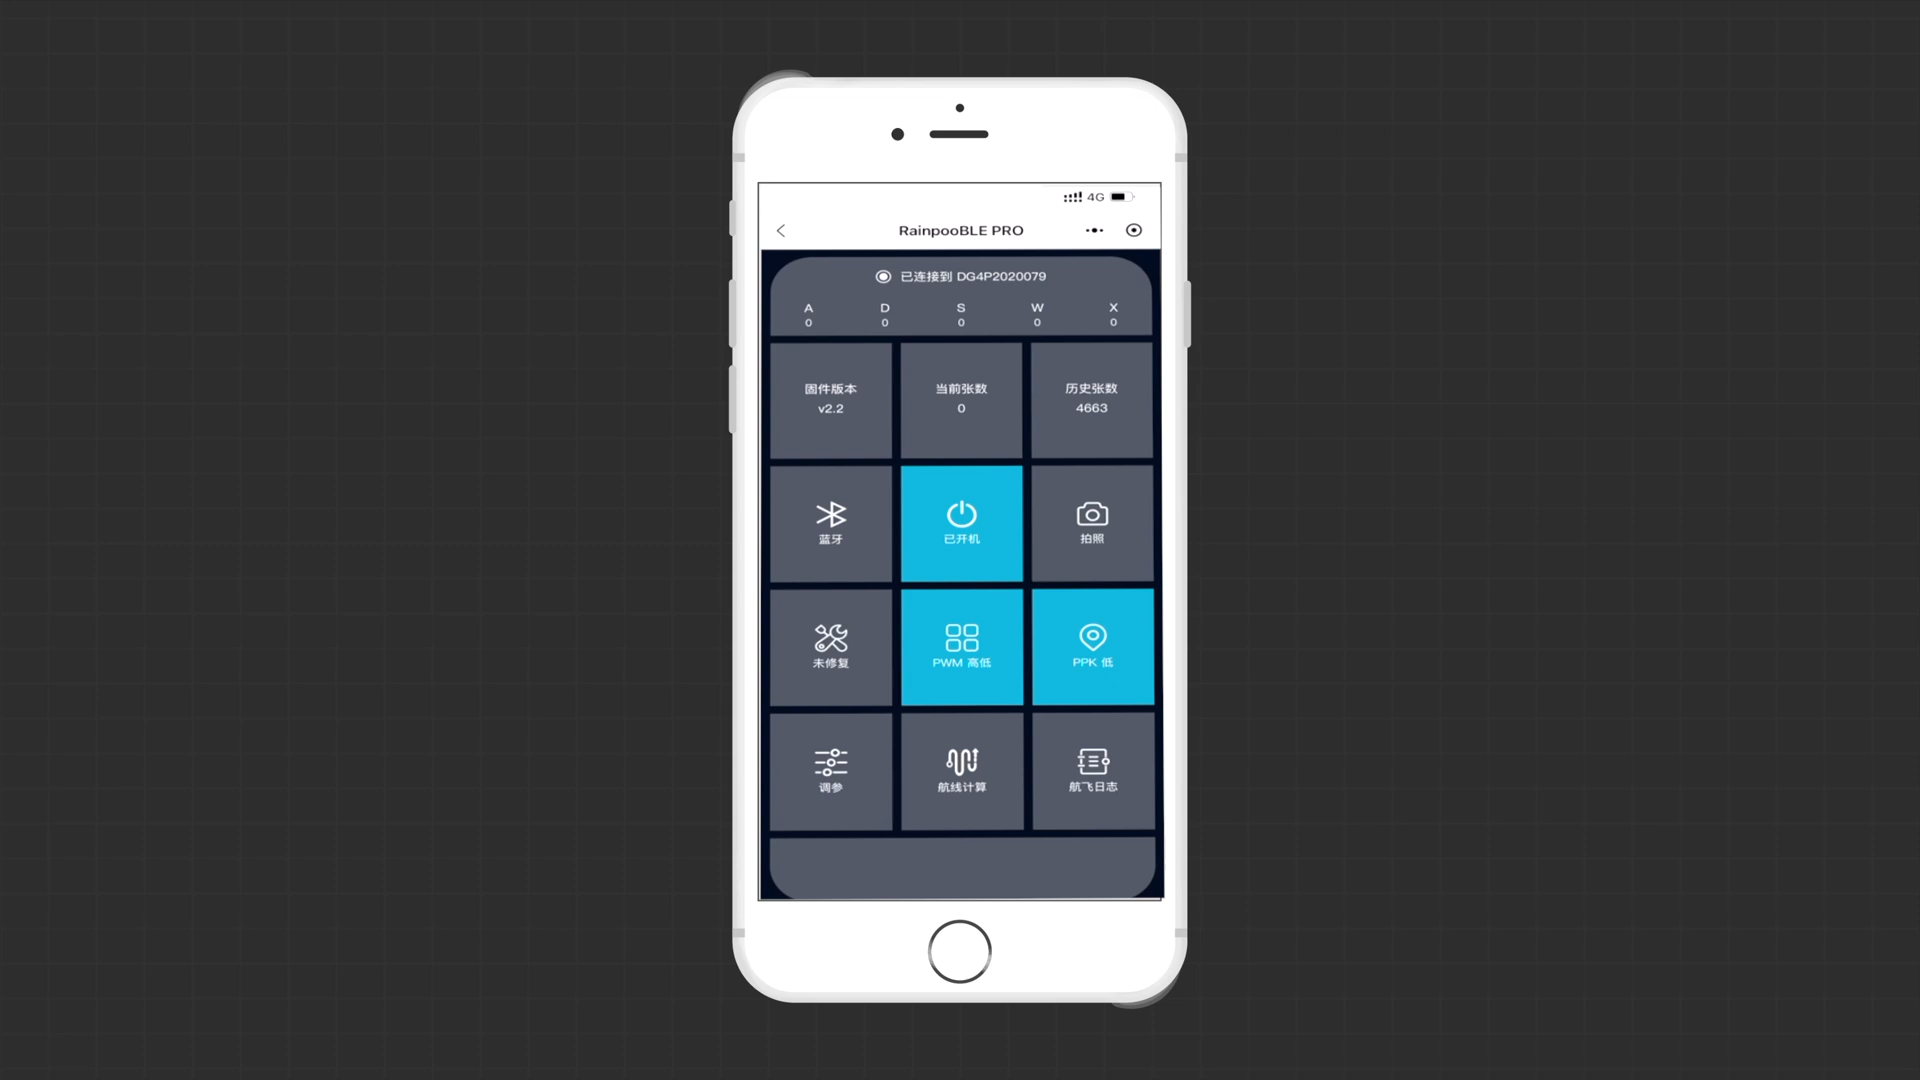 4G
RainpooBLE PRO
已连接到 DG4P2020079
A D S W X
0 0 0 0 0
固件版本 当前张数 历史张数
v2.2 0 4663
蓝牙 已开机 拍照
未修复 PWM 高低 PPK 低
调参 航线计算 航飞日志